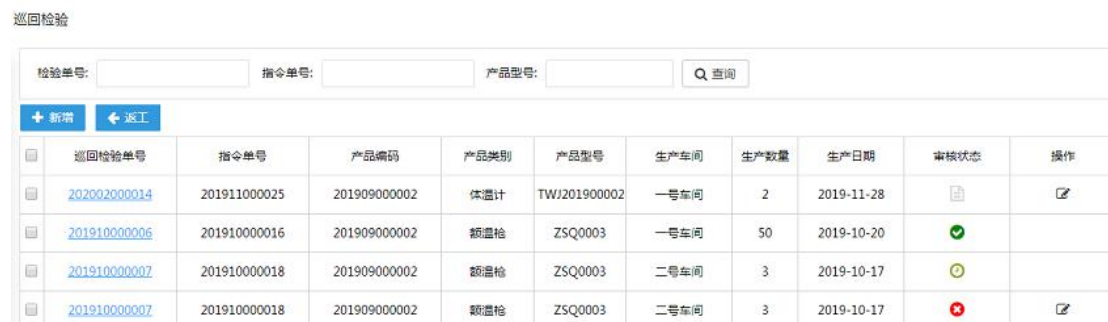 巡回检验
检验单号: 指令单号: 产品型号: 查询
新增 返工
巡回检验单号 指令单号 产品编码 产品类别 产品型号 生产车间 生产数量 生产日期 审核状态 操作
202002000014 201911000025 201909000002 体温计 TWJ201900002 一号车间 2 2019-11-28
201910000006 201910000016 201909000002 额温枪 ZSQ0003 一号车间 50 2019-10-20
201910000007 201910000018 201909000002 额温枪 ZSQ0003 二号车间 3 2019-10-17
201910000007 201910000018 201909000002 额温枪 ZSQ0003 二号车间 3 2019-10-17